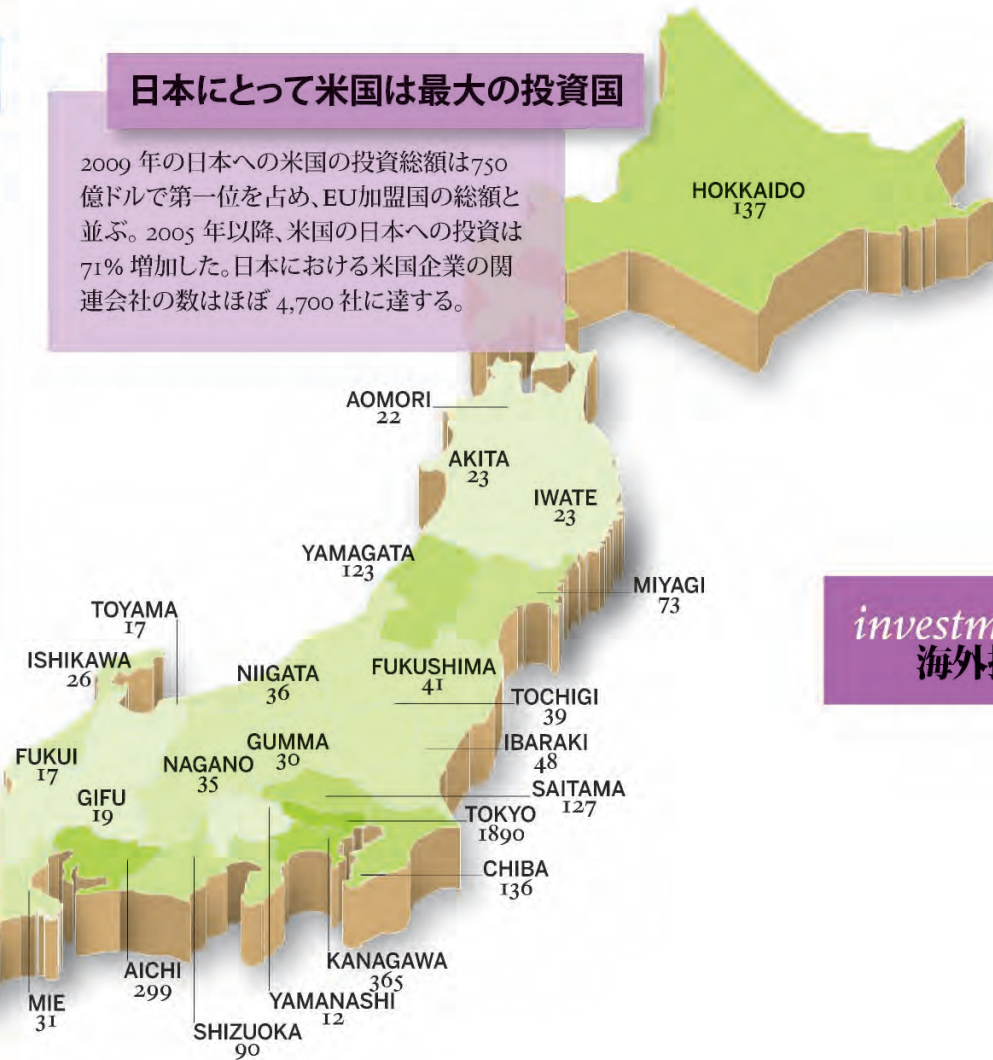 日本にとって米国は最大の投資国
2009 年の日本への米国の投資総額は750
億ドルで第一位を占め、EU加盟国の総額と
並ぶ。2005 年以降、米国の日本への投資は
71% 増加した。日本における米国企業の関
連会社の数はほぼ 4,700 社に達する。
HOKKAIDO
137
AOMORI
22
AKITA
23
IWATE
23
YAMAGATA
123
MIYAGI
73
TOYAMA
17
ISHIKAWA
26
NIIGATA
36
FUKUSHIMA
41
TOCHIGI
39
IBARAKI
48
FUKUI
17
NAGANO
35
GUMMA
30
SAITAMA
127
GIFU
19
TOKYO
1890
CHIBA
136
KANAGAWA
365
AICHI
299
YAMANASHI
12
MIE
31
SHIZUOKA
90
investm
海外